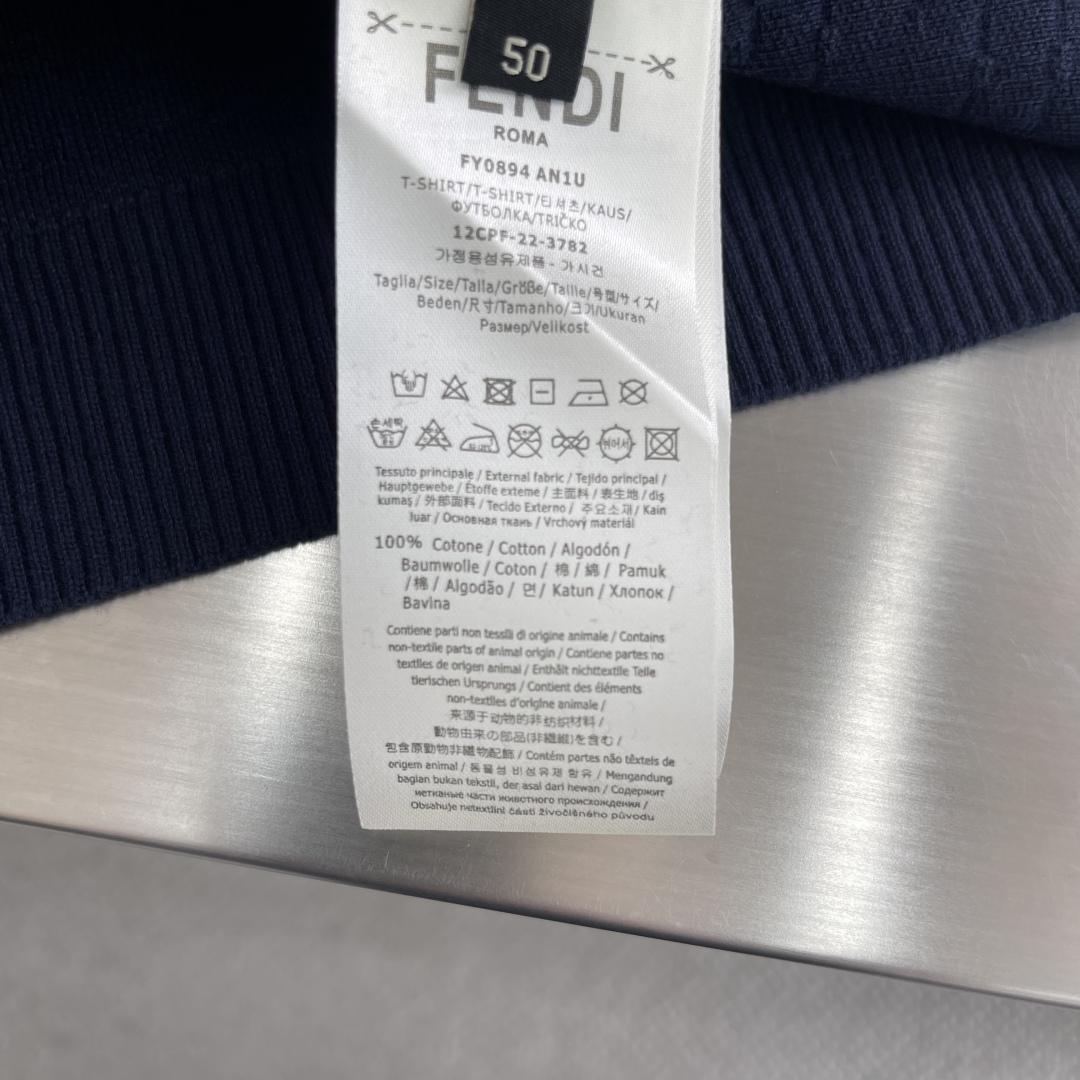 50
FENDI
ROMA
FY0894 AN1U
T-SHIRT/T-SHIRT/티셔츠/KAUS/
ФУТБОЛКА/TRIČKO
12CPF-22-3782
가정용섬유제품 - 가시건
Taglia/Size/Talla/Größe/Taille/号型/サイズ/
Beden/尺寸/Tamanho/크기/Ukuran
Размер/Velikost
손세탁
뉘어서
Tessuto principale / External fabric / Tejido principal /
Hauptgewebe / Étoffe exteme / 主面料 / 表生地 / diş
kumaş / 外部面料 / Tecido Externo / 주요소재 / Kain
luar / Основная ткань / Vrchový materiál
100% Cotone / Cotton / Algodón /
Baumwolle / Coton / 棉 / 綿 / Pamuk
/ 棉 / Algodão / 면 / Katun / Хлопок /
Bavlna
Contiene parti non tessili di origine animale / Contains
non-textile parts of animal origin / Contiene partes no
textiles de origen animal / Enthält nichttextile Teile
tierischen Ursprungs / Contient des éléments
non-textiles d'origine animale /
来源于动物的非纺织材料 /
動物由来の部品(非繊維)を含む /
包含原動物非織物配飾 / Contém partes não têxteis de
origem animal / 동물성 비섬유제 함유 / Mengandung
bagian bukan tekstil, der asal dari hewan / Содержит
нетканые части животного происхождения /
Obsahuje netextilní části živočišného původu